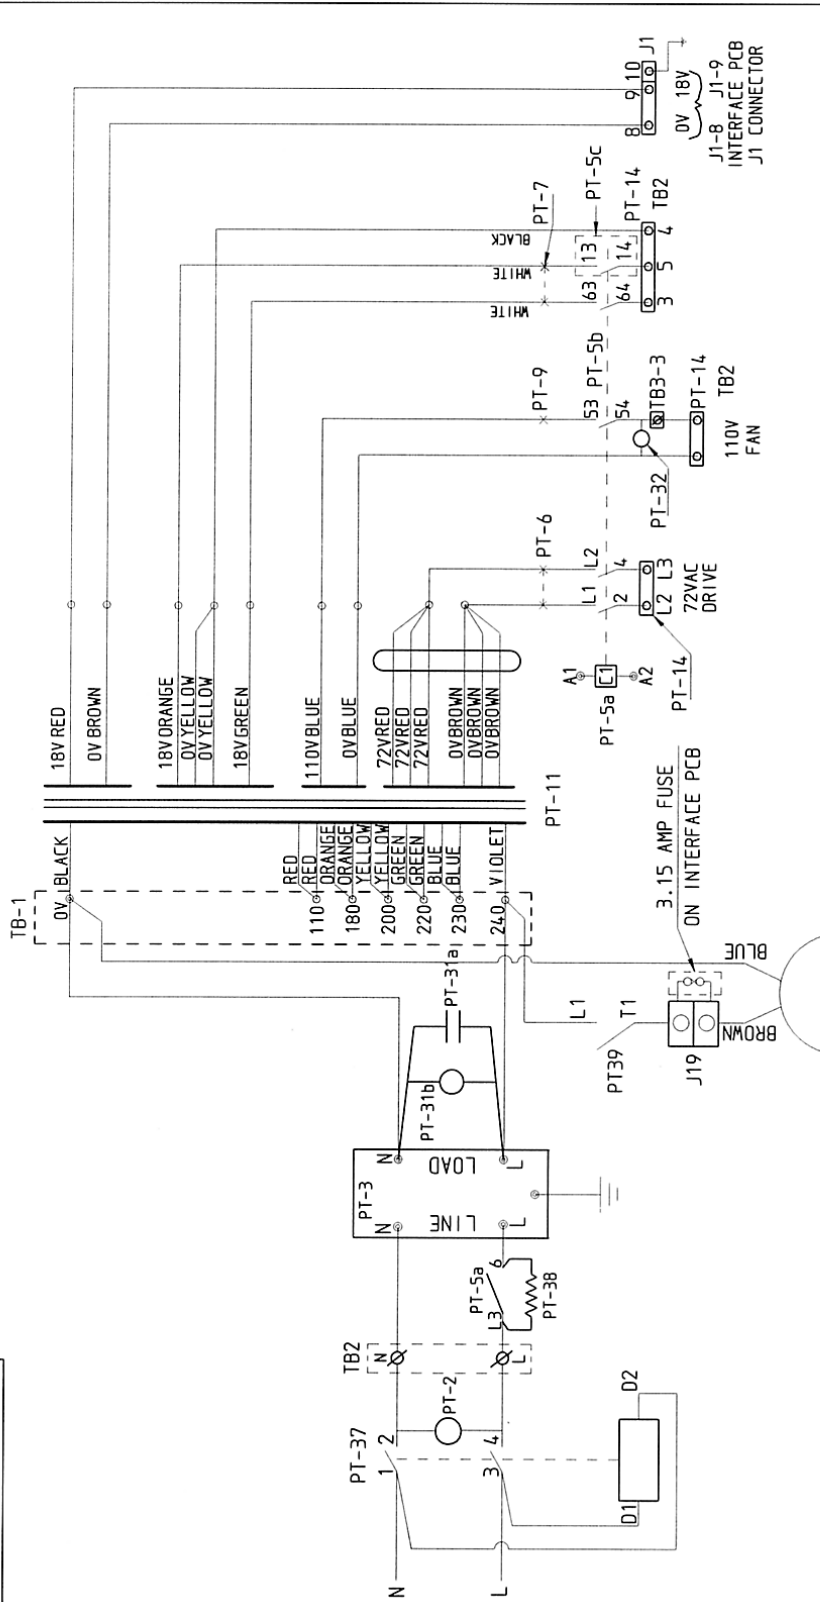 J1
10
9
8
0V 18V
J1-8 J1-9
INTERFACE PCB
J1 CONNECTOR
PT-7
PT-5c
PT-14
TB2
BLACK
WHITE
WHITE
13
14
63
64
4
5
3
PT-9
53
PT-5b
54
TB3-3
PT-14
TB2
110V
FAN
PT-32
PT-6
L2
L1
4
2
L3
L2
72VAC
DRIVE
PT-14
A1
C1
A2
PT-5a
18V RED
0V BROWN
18V ORANGE
0V YELLOW
0V YELLOW
18V GREEN
110V BLUE
0V BLUE
72V RED
72V RED
72V RED
0V BROWN
0V BROWN
0V BROWN
PT-11
TB-1
0V BLACK
RED
RED
ORANGE
ORANGE
YELLOW
YELLOW
GREEN
GREEN
BLUE
BLUE
VIOLET
110
180
200
220
230
240
3.15 AMP FUSE
ON INTERFACE PCB
BLUE
BROWN
L1
T1
PT39
J19
PT-31a
PT-31b
PT-3
N
LOAD
L
N
LINE
L
PT-5a
6
L3
PT-38
TB2
N
L
PT-2
PT-37
1
2
3
4
D1
D2
N
L